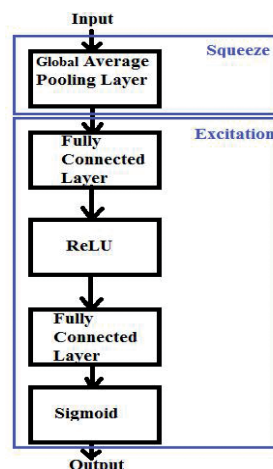 Input
Squeeze
Global Average
Pooling Layer
Excitation
Fully
Connected
Layer
ReLU
Fully
Connected
Layer
Sigmoid
Output